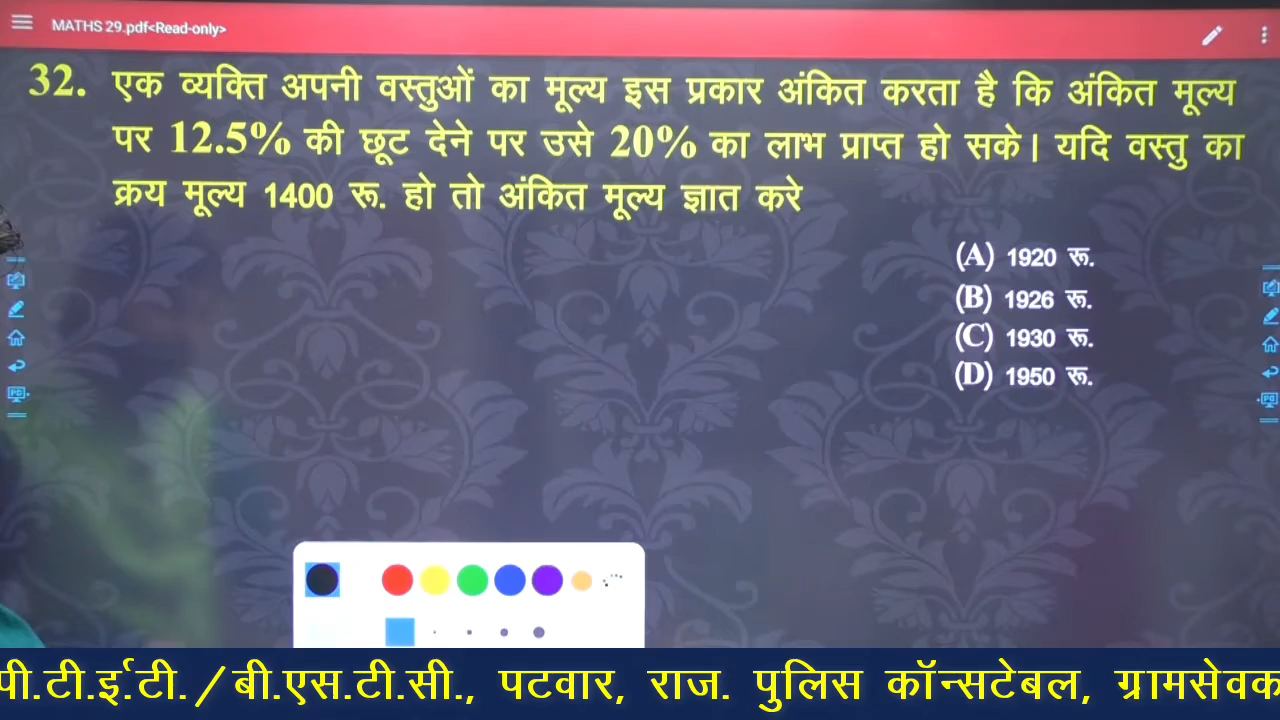 MATHS 29.pdf<Read-only>
32. एक व्यक्ति अपनी वस्तुओं का मूल्य इस प्रकार अंकित करता है कि अंकित मूल्य
पर 12.5% की छूट देने पर उसे 20% का लाभ प्राप्त हो सके। यदि वस्तु का
क्रय मूल्य 1400 रू. हो तो अंकित मूल्य ज्ञात करे
(A) 1920 रू.
(B) 1926 रू.
(C) 1930 रू.
(D) 1950 रू.
पी.टी.ई.टी./बी.एस.टी.सी., पटवार, राज. पुलिस कॉन्सटेबल, ग्रामसेवक